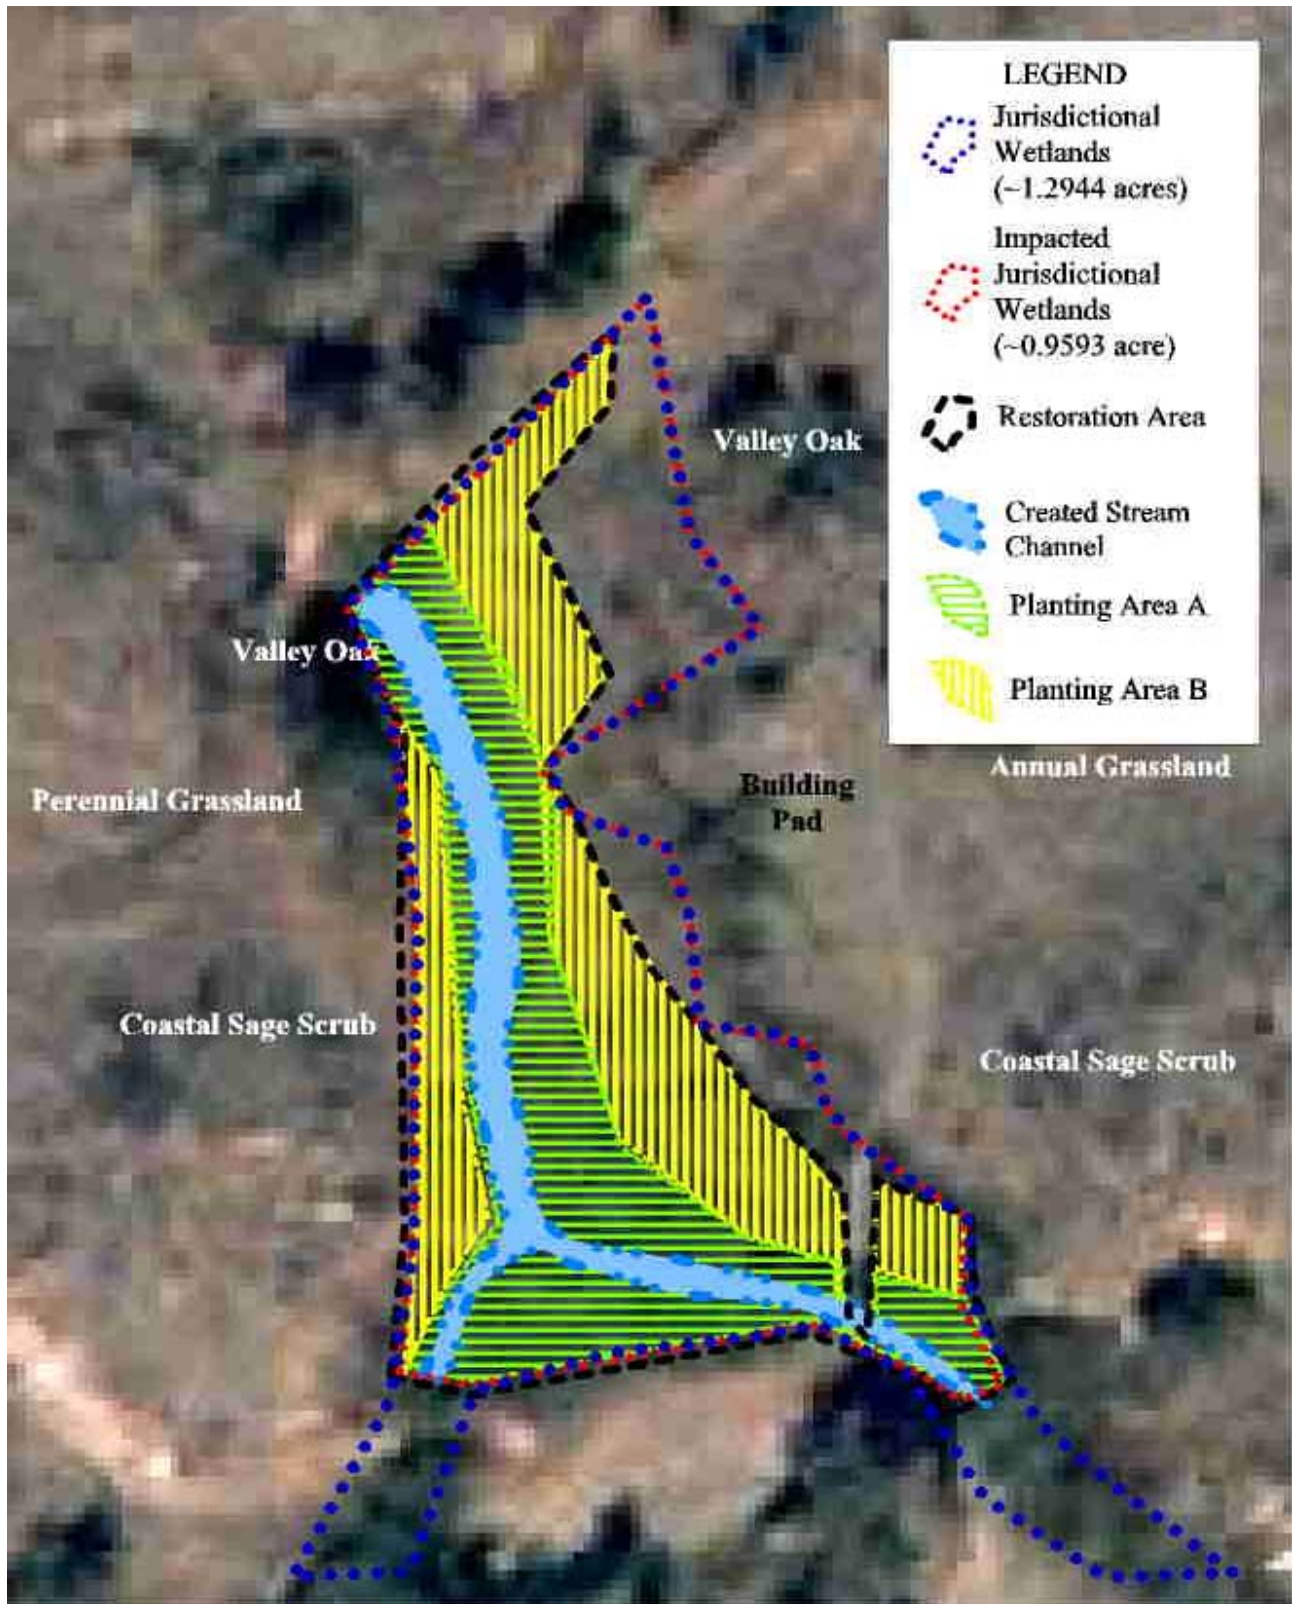 LEGEND
Jurisdictional
Wetlands
(~1.2944 acres)
Impacted
Jurisdictional
Wetlands
(~0.9593 acre)
Restoration Area
Created Stream
Channel
Planting Area A
Planting Area B
Valley Oak
Valley Oak
Annual Grassland
Building
Pad
Perennial Grassland
Coastal Sage Scrub
Coastal Sage Scrub